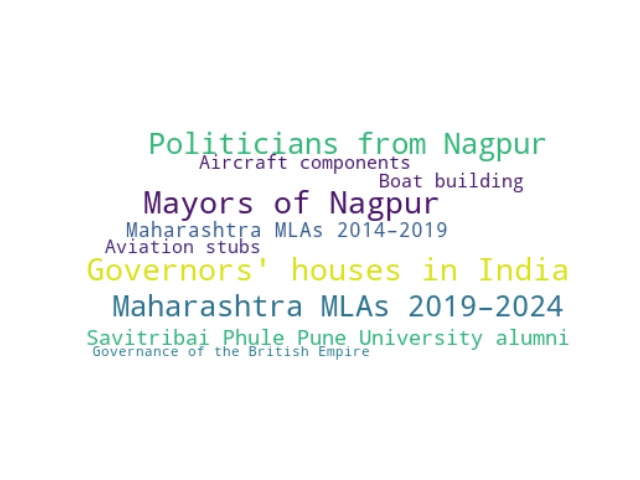 Politicians from Nagpur
Aircraft components
Boat building
Mayors of Nagpur
Maharashtra MLAs 2014–2019
Aviation stubs
Governors' houses in India
Maharashtra MLAs 2019–2024
Savitribai Phule Pune University alumni
Governance of the British Empire